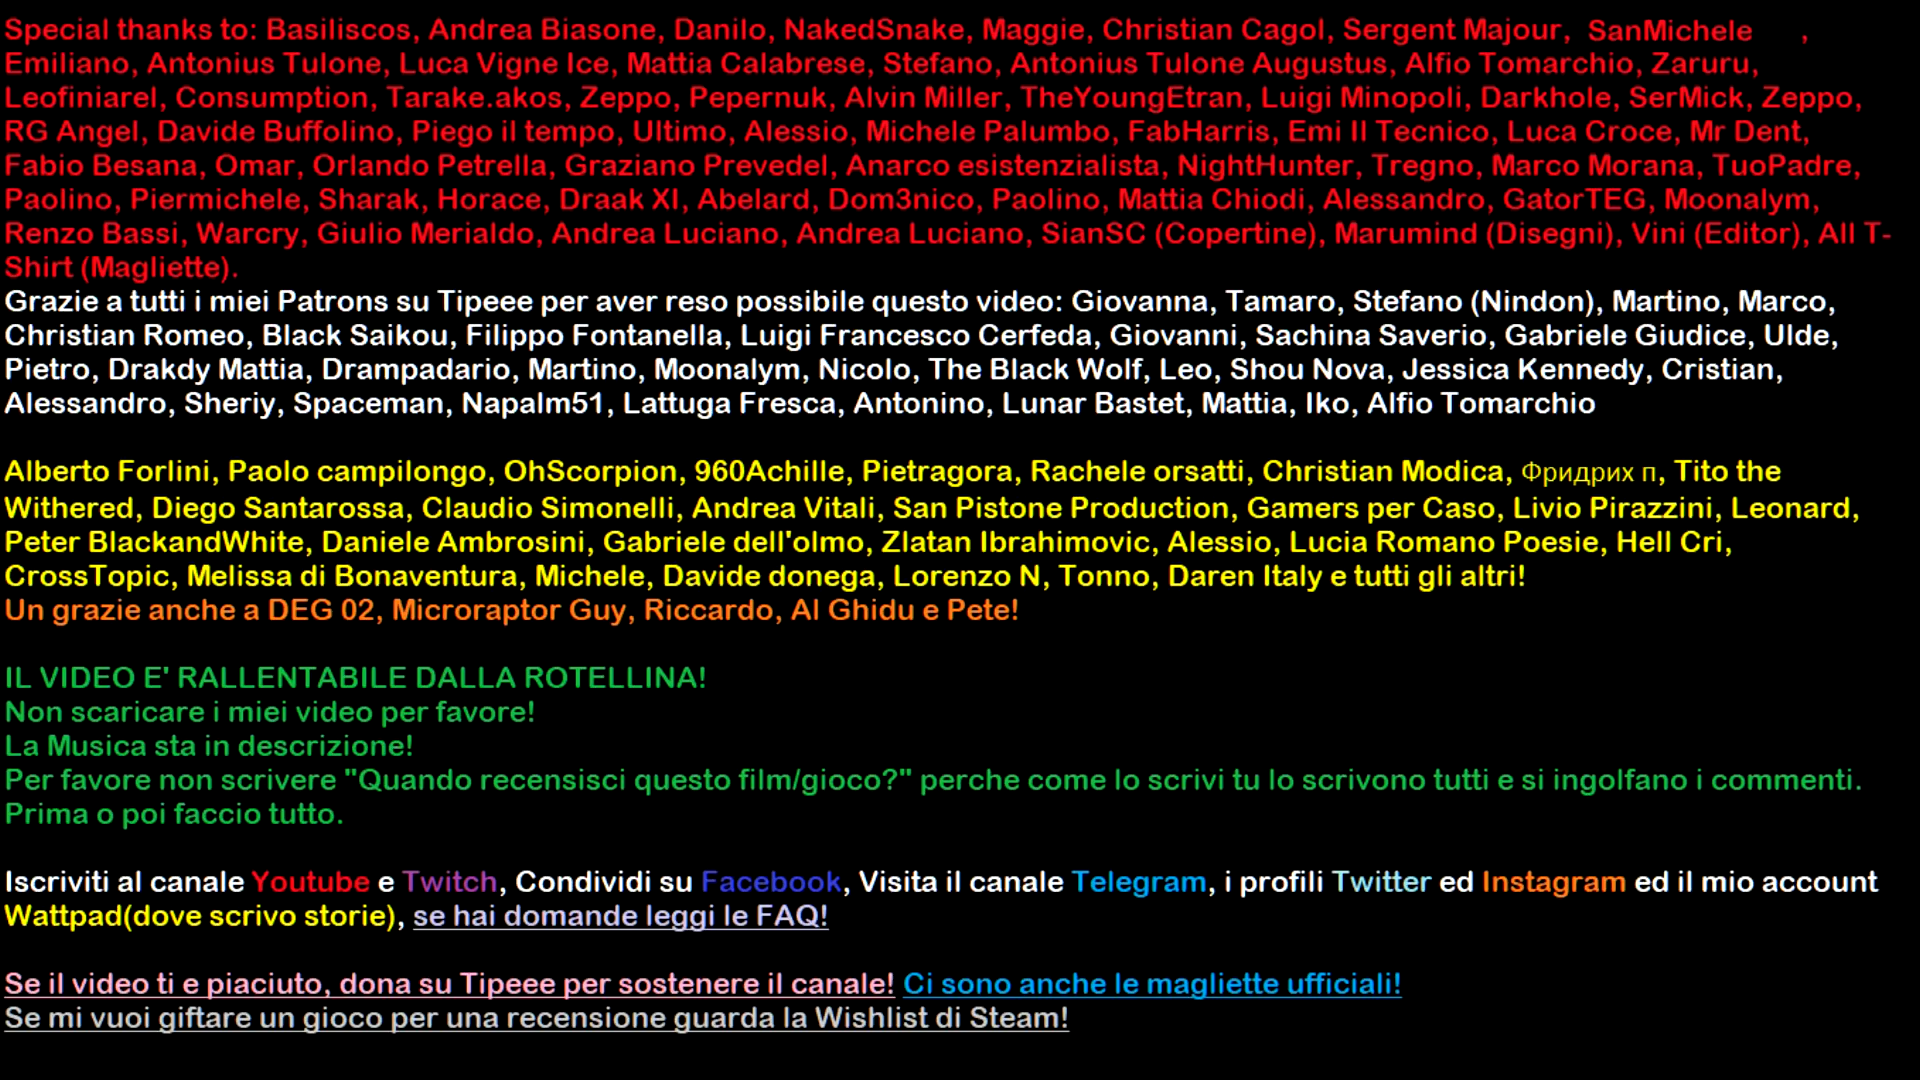 Special thanks to: Basiliscos, Andrea Biasone, Danilo, NakedSnake, Maggie, Christian Cagol, Sergent Majour, SanMichele ,
Emiliano, Antonius Tulone, Luca Vigne Ice, Mattia Calabrese, Stefano, Antonius Tulone Augustus, Alfio Tomarchio, Zaruru,
Leofiniarel, Consumption, Tarake.akos, Zeppo, Pepernuk, Alvin Miller, TheYoungEtran, Luigi Minopoli, Darkhole, SerMick, Zeppo,
RG Angel, Davide Buffolino, Piego il tempo, Ultimo, Alessio, Michele Palumbo, FabHarris, Emi Il Tecnico, Luca Croce, Mr Dent,
Fabio Besana, Omar, Orlando Petrella, Graziano Prevedel, Anarco esistenzialista, NightHunter, Tregno, Marco Morana, TuoPadre,
Paolino, Piermichele, Sharak, Horace, Draak XI, Abelard, Dom3nico, Paolino, Mattia Chiodi, Alessandro, GatorTEG, Moonalym,
Renzo Bassi, Warcry, Giulio Merialdo, Andrea Luciano, Andrea Luciano, SianSC (Copertine), Marumind (Disegni), Vini (Editor), All T-
Shirt (Magliette).
Grazie a tutti i miei Patrons su Tipeee per aver reso possibile questo video: Giovanna, Tamaro, Stefano (Nindon), Martino, Marco,
Christian Romeo, Black Saikou, Filippo Fontanella, Luigi Francesco Cerfeda, Giovanni, Sachina Saverio, Gabriele Giudice, Ulde,
Pietro, Drakdy Mattia, Drampadario, Martino, Moonalym, Nicolo, The Black Wolf, Leo, Shou Nova, Jessica Kennedy, Cristian,
Alessandro, Sheriy, Spaceman, Napalm51, Lattuga Fresca, Antonino, Lunar Bastet, Mattia, Iko, Alfio Tomarchio
Alberto Forlini, Paolo campilongo, OhScorpion, 960Achille, Pietragora, Rachele orsatti, Christian Modica, Фридрих п, Tito the
Withered, Diego Santarossa, Claudio Simonelli, Andrea Vitali, San Pistone Production, Gamers per Caso, Livio Pirazzini, Leonard,
Peter BlackandWhite, Daniele Ambrosini, Gabriele dell'olmo, Zlatan Ibrahimovic, Alessio, Lucia Romano Poesie, Hell Cri,
CrossTopic, Melissa di Bonaventura, Michele, Davide donega, Lorenzo N, Tonno, Daren Italy e tutti gli altri!
Un grazie anche a DEG 02, Microraptor Guy, Riccardo, Al Ghidu e Pete!
IL VIDEO E' RALLENTABILE DALLA ROTELLINA!
Non scaricare i miei video per favore!
La Musica sta in descrizione!
Per favore non scrivere "Quando recensisci questo film/gioco?" perche come lo scrivi tu lo scrivono tutti e si ingolfano i commenti.
Prima o poi faccio tutto.
Iscriviti al canale Youtube e Twitch, Condividi su Facebook, Visita il canale Telegram, i profili Twitter ed Instagram ed il mio account
Wattpad(dove scrivo storie), se hai domande leggi le FAQ!
Se il video ti e piaciuto, dona su Tipeee per sostenere il canale! Ci sono anche le magliette ufficiali!
Se mi vuoi giftare un gioco per una recensione guarda la Wishlist di Steam!